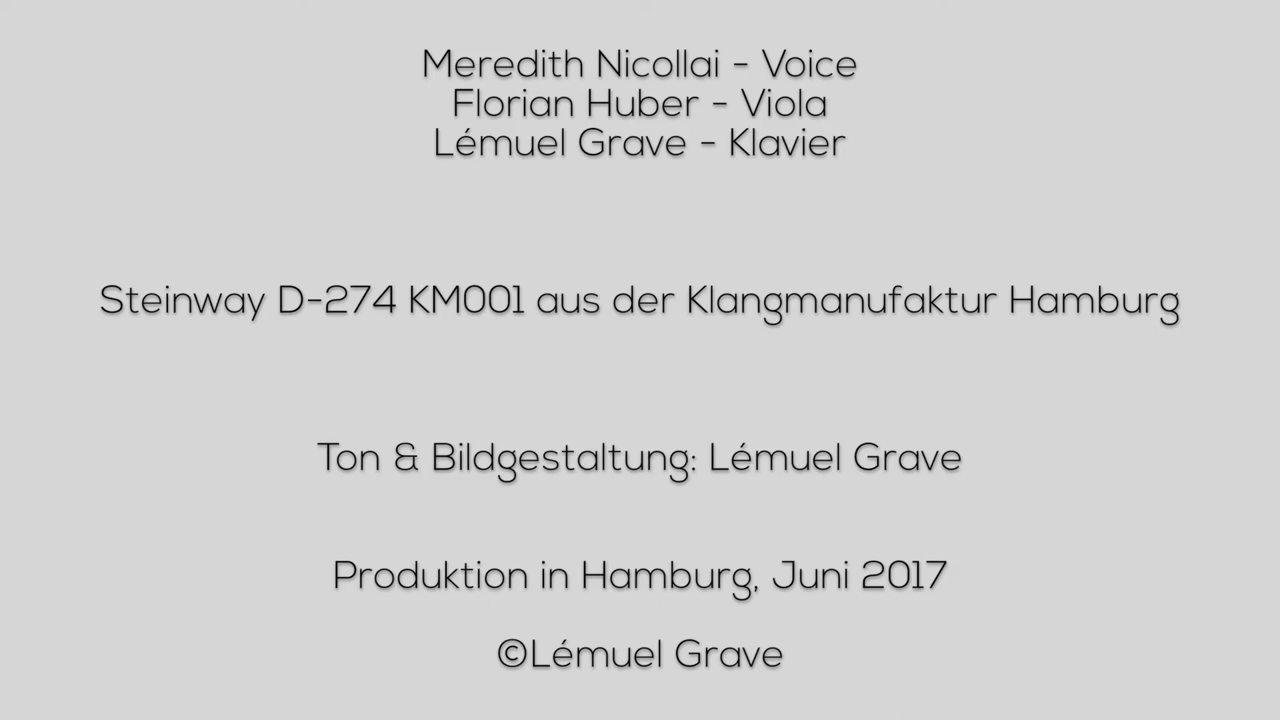 Meredith Nicollai - Voice
Florian Huber - Viola
Lémuel Grave - Klavier
Steinway D-274 KM001 aus der Klangmanufaktur Hamburg
Ton & Bildgestaltung: Lémuel Grave
Produktion in Hamburg, Juni 2017
©Lémuel Grave